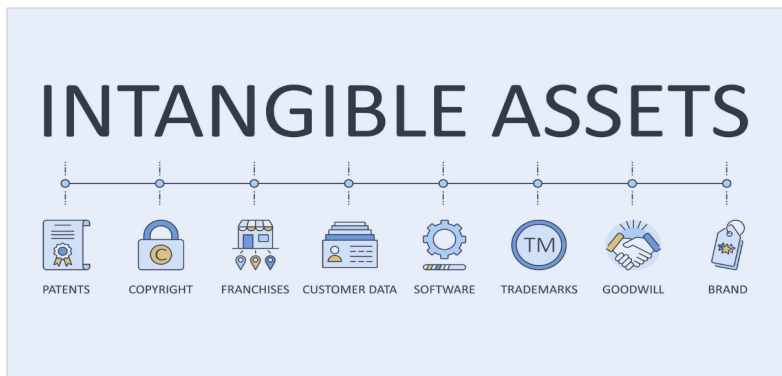 INTANGIBLE ASSETS
PATENTS COPYRIGHT FRANCHISES CUSTOMER DATA SOFTWARE TRADEMARKS GOODWILL BRAND
C
TM